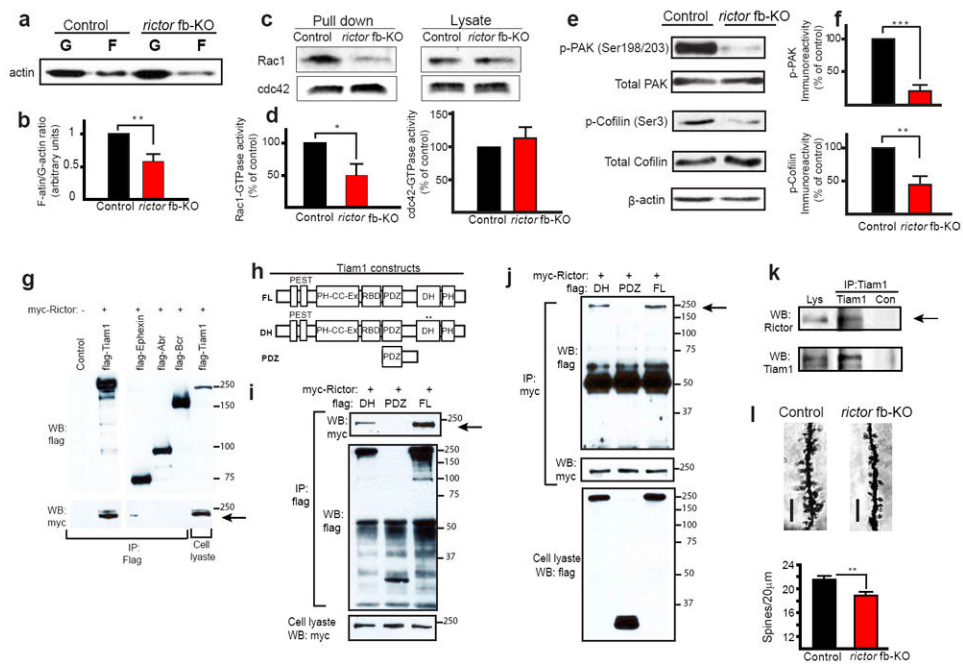 a
Control rictor fb-KO
G F G F
actin
b
**
F-atin/G-actin ratio
(arbitrary units)
1
0.5
0
Control rictor fb-KO
c
Pull down Lysate
Control rictor fb-KO Control rictor fb-KO
Rac1
cdc42
d
*
Rac1-GTPase activity
(% of control)
100
50
Control rictor fb-KO
cdc42-GTPase activity
(% of control)
150
100
50
Control rictor fb-KO
e
Control rictor fb-KO
p-PAK (Ser198/203)
Total PAK
p-Cofilin (Ser3)
Total Cofilin
β-actin
f
***
p-PAK
Immunoreactivity
(% of control)
100
50
**
p-Cofilin
Immunoreactivity
(% of control)
100
50
Control rictor fb-KO
g
myc-Rictor: - + + + + +
Control
flag-Tiam1
flag-Ephexin
flag-Abr
flag-Bcr
flag-Tiam1
WB:
flag
250
150
100
75
WB:
myc
250
IP:
Flag
Cell
lyaste
h
Tiam1 constructs
PEST
FL
PH-CC-Ex RBD PDZ DH PH
PEST
**
DH
PH-CC-Ex RBD PDZ DH PH
PDZ
PDZ
i
myc-Rictor: + + +
flag: DH PDZ FL
WB:
myc
250
IP:
flag
WB:
flag
250
150
100
75
50
37
Cell lyaste
WB: myc
250
j
myc-Rictor: + + +
flag: DH PDZ FL
IP:
myc
WB:
flag
250
150
100
75
50
37
WB:
myc
250
Cell lyaste
WB: flag
250
150
100
75
50
37
k
IP:Tiam1
Lys Tiam1 Con
WB:
Rictor
WB:
Tiam1
l
Control rictor fb-KO
**
Spines/20μm
24
22
20
16
12
Control rictor fb-KO